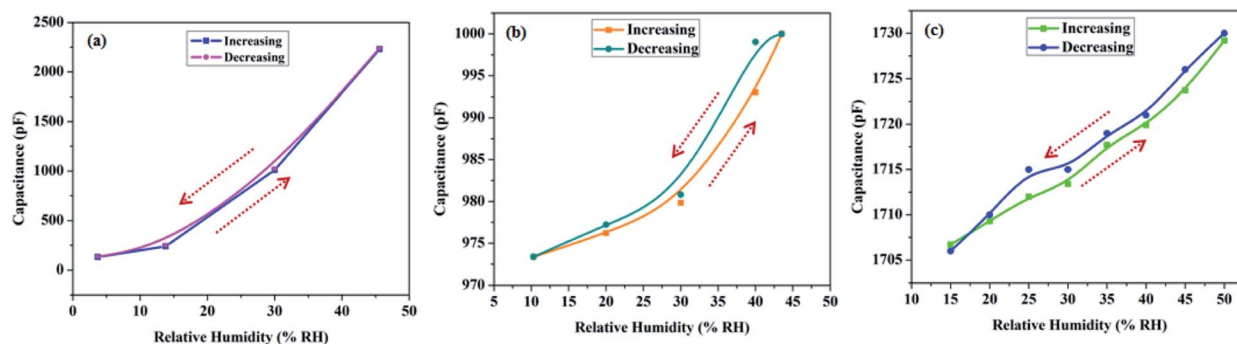 (a)
Increasing
Decreasing
2500
2000
1500
1000
500
0
Capacitance (pF)
0 10 20 30 40 50
Relative Humidity (% RH)
(b)
Increasing
Decreasing
1000
995
990
985
980
975
970
Capacitance (pF)
5 10 15 20 25 30 35 40 45 50
Relative Humidity (% RH)
(c)
Increasing
Decreasing
1730
1725
1720
1715
1710
1705
Capacitance (pF)
10 15 20 25 30 35 40 45 50
Relative Humidity (% RH)